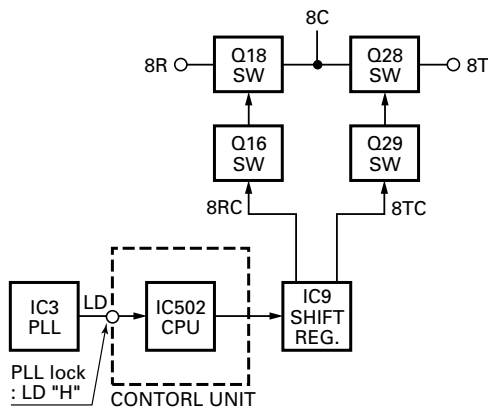 8C
8R
Q18
SW
Q28
SW
8T
Q16
SW
Q29
SW
8RC
8TC
IC3
PLL
LD
IC502
CPU
IC9
SHIFT
REG.
PLL lock
: LD "H"
CONTORL UNIT